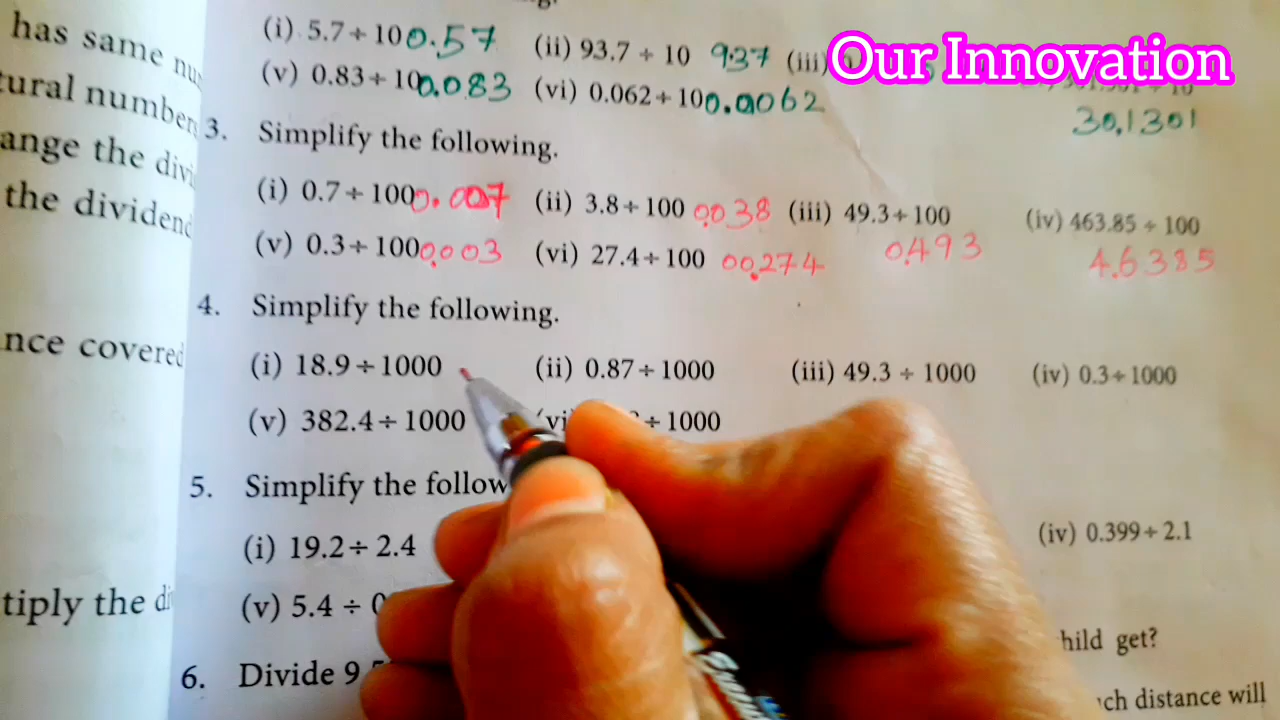 has same nu
tural number
ange the divi
the dividend
nce covered
tiply the di
Our Innovation
(i) 5.7 ÷ 10 0.57 (ii) 93.7 ÷ 10 9.37 (iii)
(v) 0.83 ÷ 10 0.083 (vi) 0.062 ÷ 10 0.0062
30.1301
3. Simplify the following.
(i) 0.7 ÷ 100 0.007 (ii) 3.8 ÷ 100 0.038 (iii) 49.3 ÷ 100 0.493 (iv) 463.85 ÷ 100 4.6385
(v) 0.3 ÷ 100 0.003 (vi) 27.4 ÷ 100 00.274
4. Simplify the following.
(i) 18.9 ÷ 1000 (ii) 0.87 ÷ 1000 (iii) 49.3 ÷ 1000 (iv) 0.3 ÷ 1000
(v) 382.4 ÷ 1000 (vi) ÷ 1000
5. Simplify the follow
(i) 19.2 ÷ 2.4 (iv) 0.399 ÷ 2.1
(v) 5.4 ÷ 0
6. Divide 9
hild get?
ch distance will